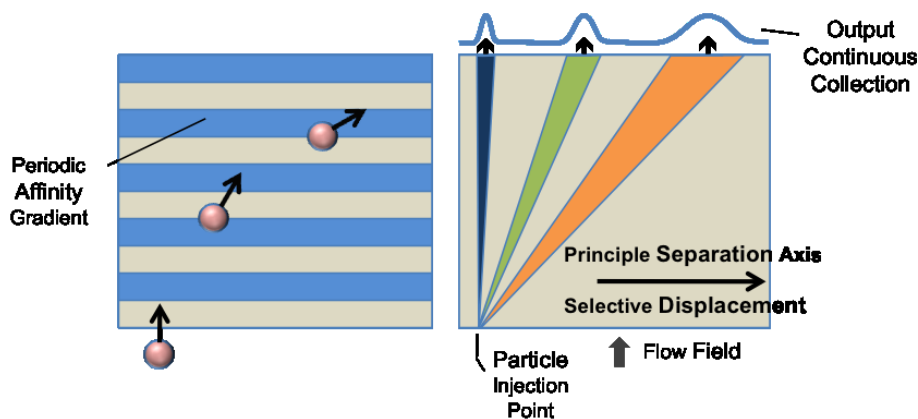 Periodic
Affinity
Gradient
Output
Continuous
Collection
Principle Separation Axis
Selective Displacement
Particle
Injection
Point
Flow Field